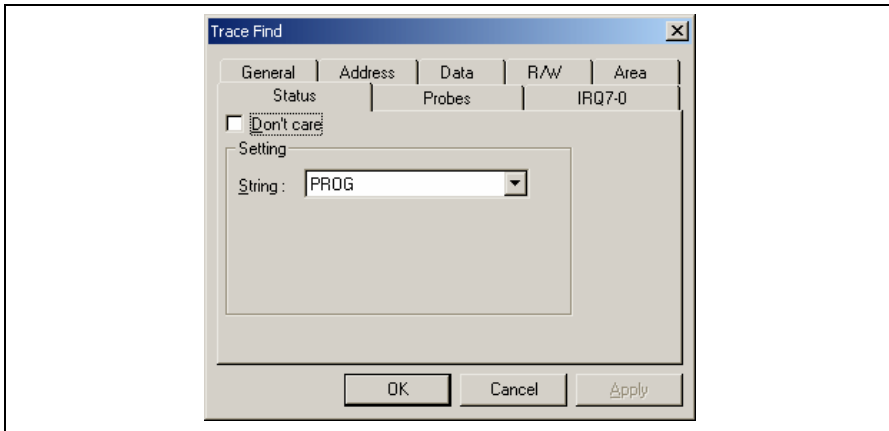 Trace Find
General Address Data R/W Area
Status Probes IRQ7-0
Don't care
Setting
String : PROG
OK Cancel Apply